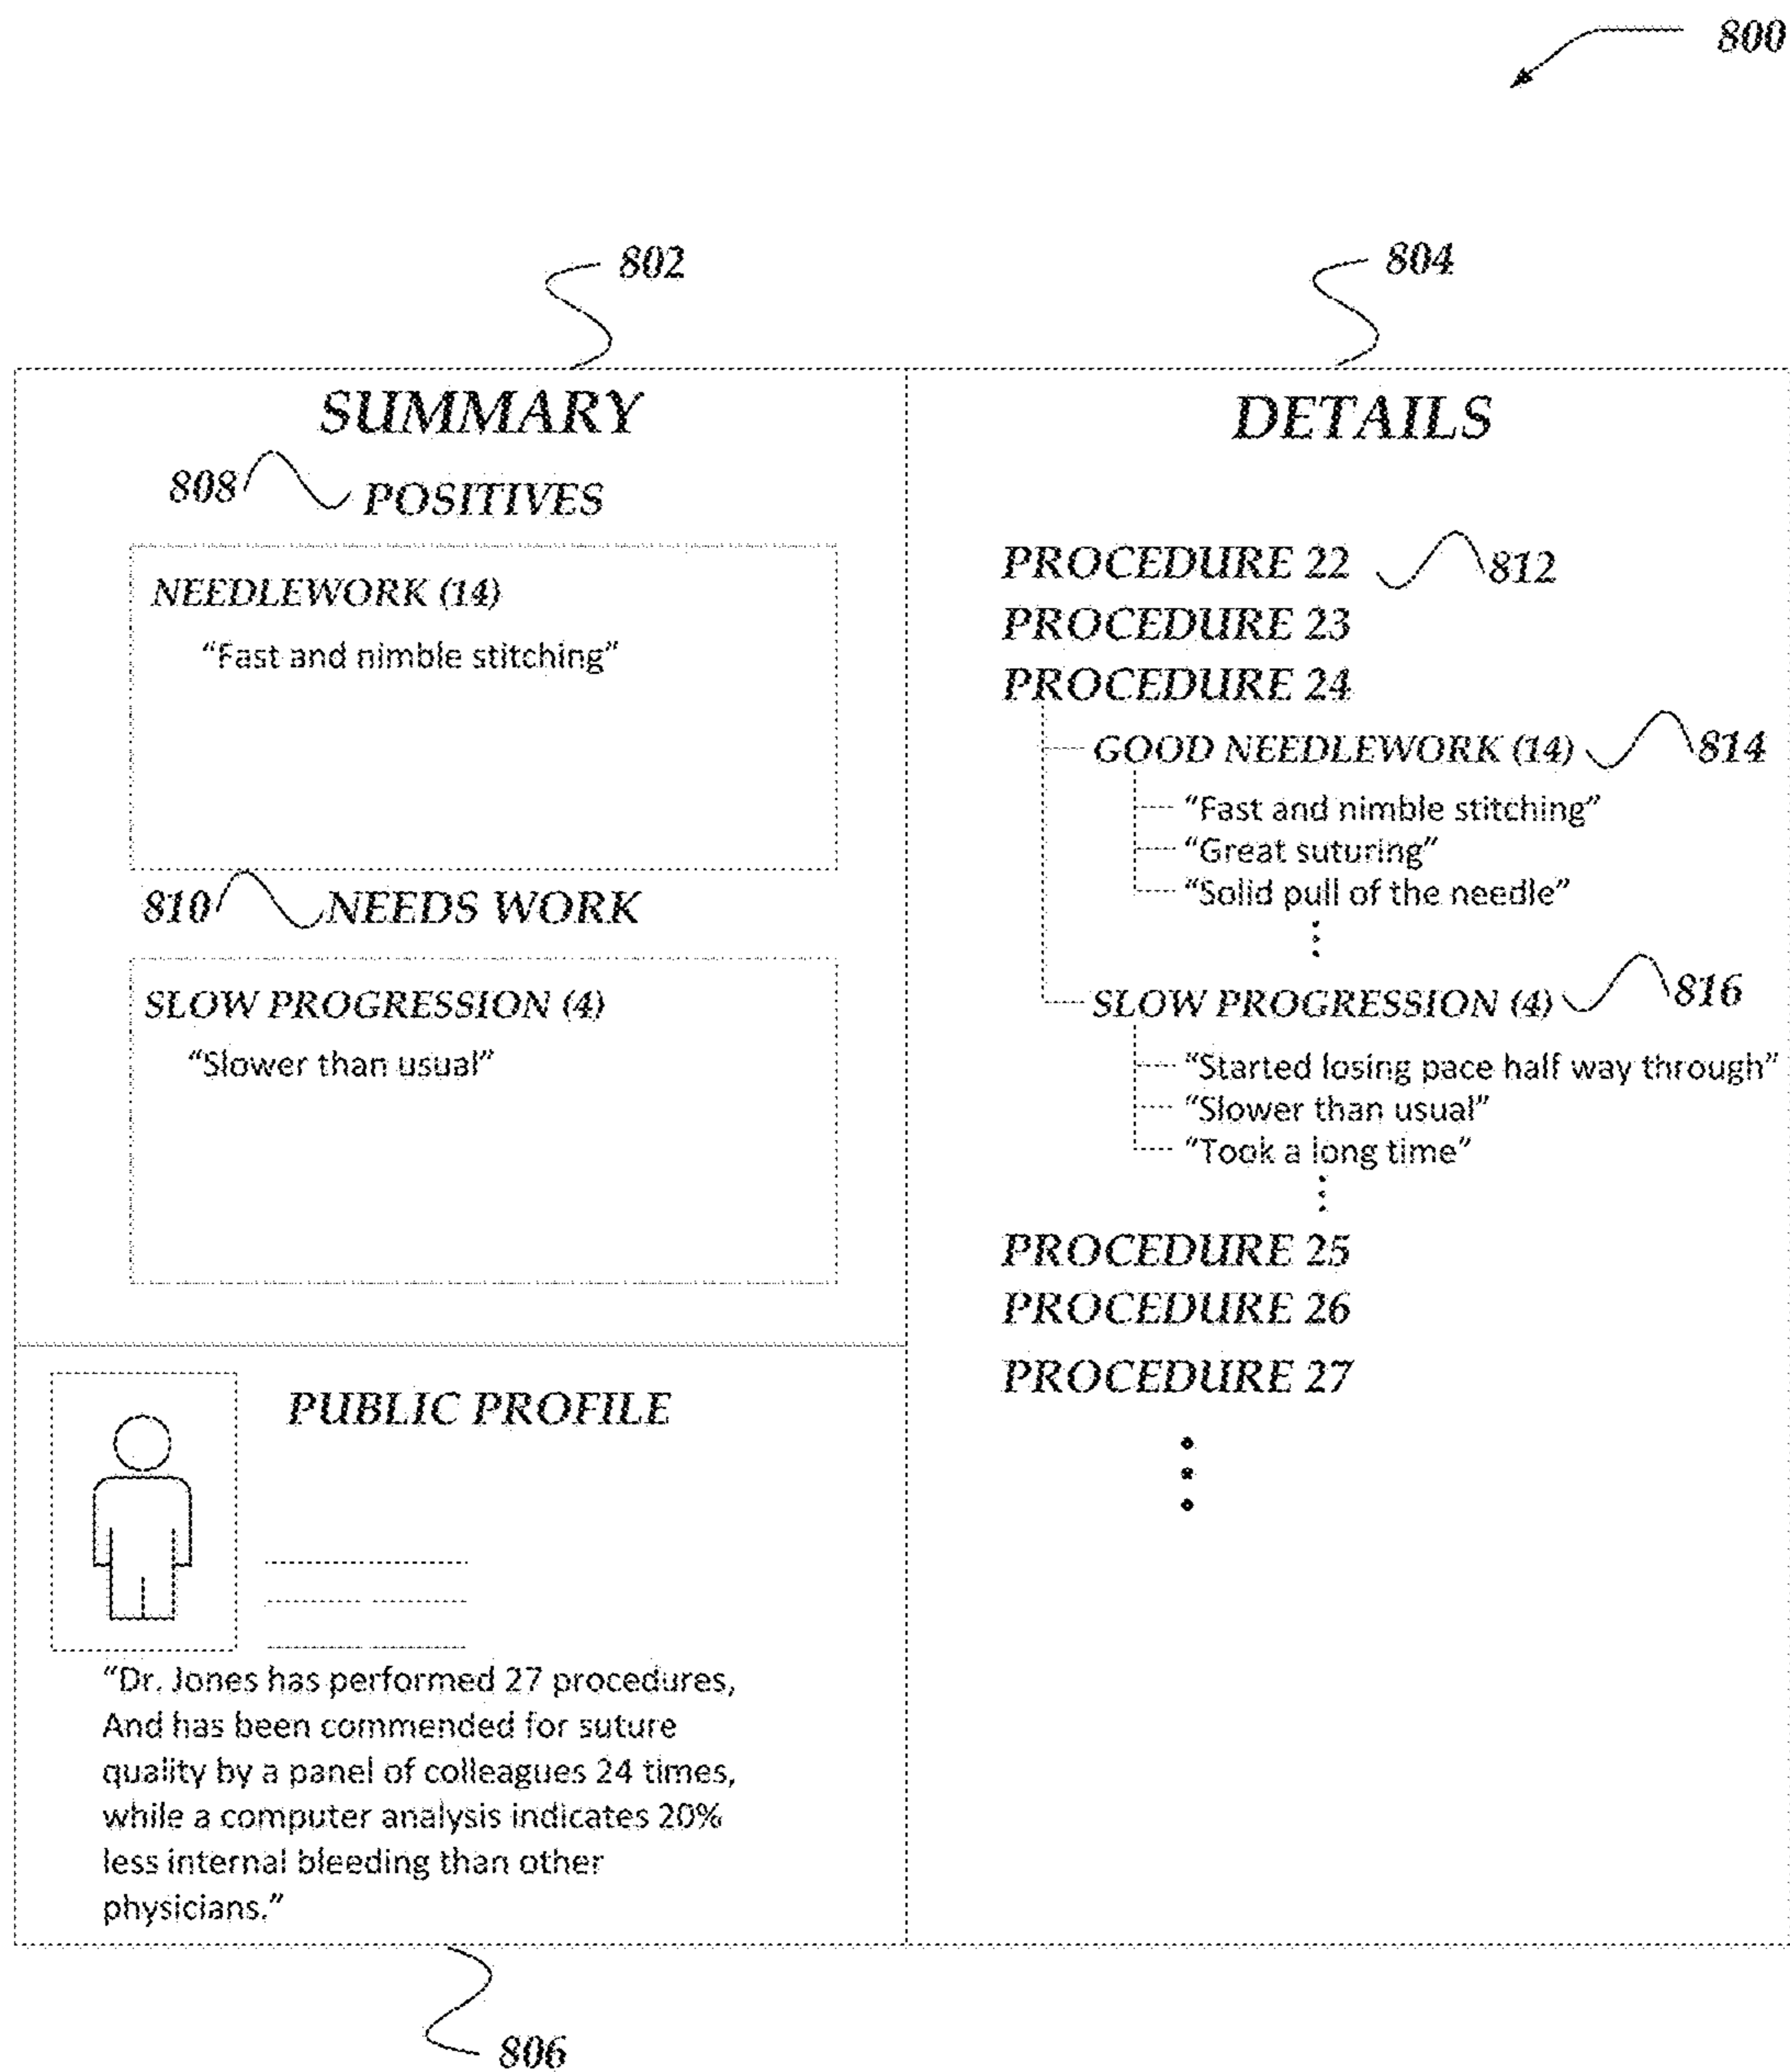 800
802
804
SUMMARY
808 POSITIVES
NEEDLEWORK (14)
“Fast and nimble stitching”
810 NEEDS WORK
SLOW PROGRESSION (4)
“Slower than usual”
PUBLIC PROFILE
“Dr. Jones has performed 27 procedures,
And has been commended for suture
quality by a panel of colleagues 24 times,
while a computer analysis indicates 20%
less internal bleeding than other
physicians.”
806
DETAILS
PROCEDURE 22 812
PROCEDURE 23
PROCEDURE 24
GOOD NEEDLEWORK (14) 814
“Fast and nimble stitching”
“Great suturing”
“Solid pull of the needle”
SLOW PROGRESSION (4) 816
“Started losing pace half way through”
“Slower than usual”
“Took a long time”
PROCEDURE 25
PROCEDURE 26
PROCEDURE 27